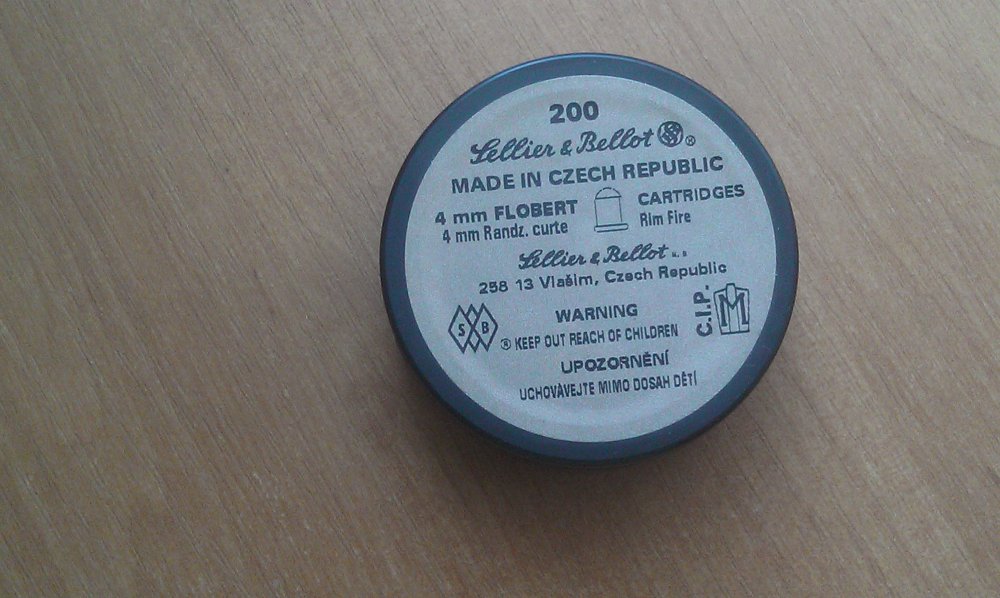 200
Sellier & Bellot ®
MADE IN CZECH REPUBLIC
4 mm FLOBERT CARTRIDGES
4 mm Randz. curte Rim Fire
Sellier & Bellot
258 13 Vlašim, Czech Republic
WARNING
S B ® KEEP OUT REACH OF CHILDREN
C.I.P. M
UPOZORNĚNÍ
UCHOVÁVEJTE MIMO DOSAH DĚTÍ